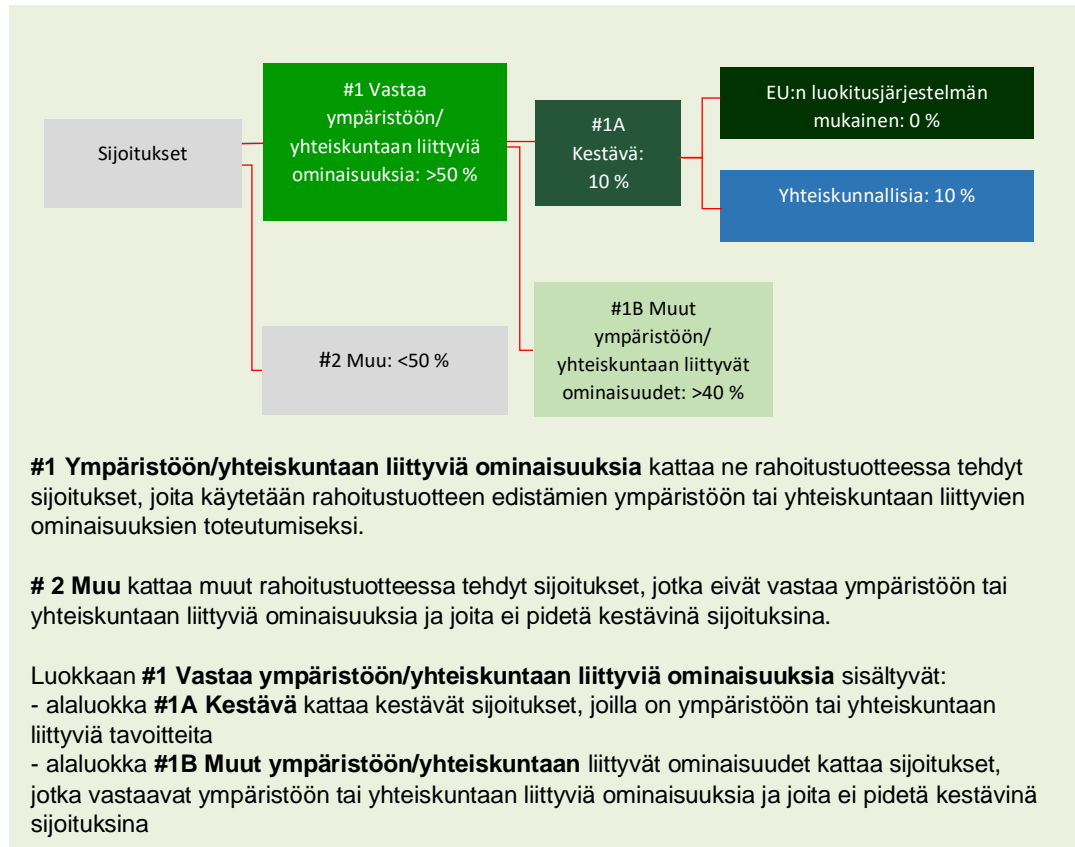 Sijoitukset
#1 Vastaa
ympäristöön/
yhteiskuntaan liittyviä
ominaisuuksia: >50 %
#2 Muu: <50 %
#1A
Kestävä:
10 %
#1B Muut
ympäristöön/
yhteiskuntaan liittyvät
ominaisuudet: >40 %
EU:n luokitusjärjestelmän
mukainen: 0 %
Yhteiskunnallisia: 10 %
#1 Ympäristöön/yhteiskuntaan liittyviä ominaisuuksia kattaa ne rahoitustuotteessa tehdyt
sijoitukset, joita käytetään rahoitustuotteen edistämien ympäristöön tai yhteiskuntaan liittyvien
ominaisuuksien toteutumiseksi.
# 2 Muu kattaa muut rahoitustuotteessa tehdyt sijoitukset, jotka eivät vastaa ympäristöön tai
yhteiskuntaan liittyviä ominaisuuksia ja joita ei pidetä kestävinä sijoituksina.
Luokkaan #1 Vastaa ympäristöön/yhteiskuntaan liittyviä ominaisuuksia sisältyvät:
- alaluokka #1A Kestävä kattaa kestävät sijoitukset, joilla on ympäristöön tai yhteiskuntaan
liittyviä tavoitteita
- alaluokka #1B Muut ympäristöön/yhteiskuntaan liittyvät ominaisuudet kattaa sijoitukset,
jotka vastaavat ympäristöön tai yhteiskuntaan liittyviä ominaisuuksia ja joita ei pidetä kestävinä
sijoituksina